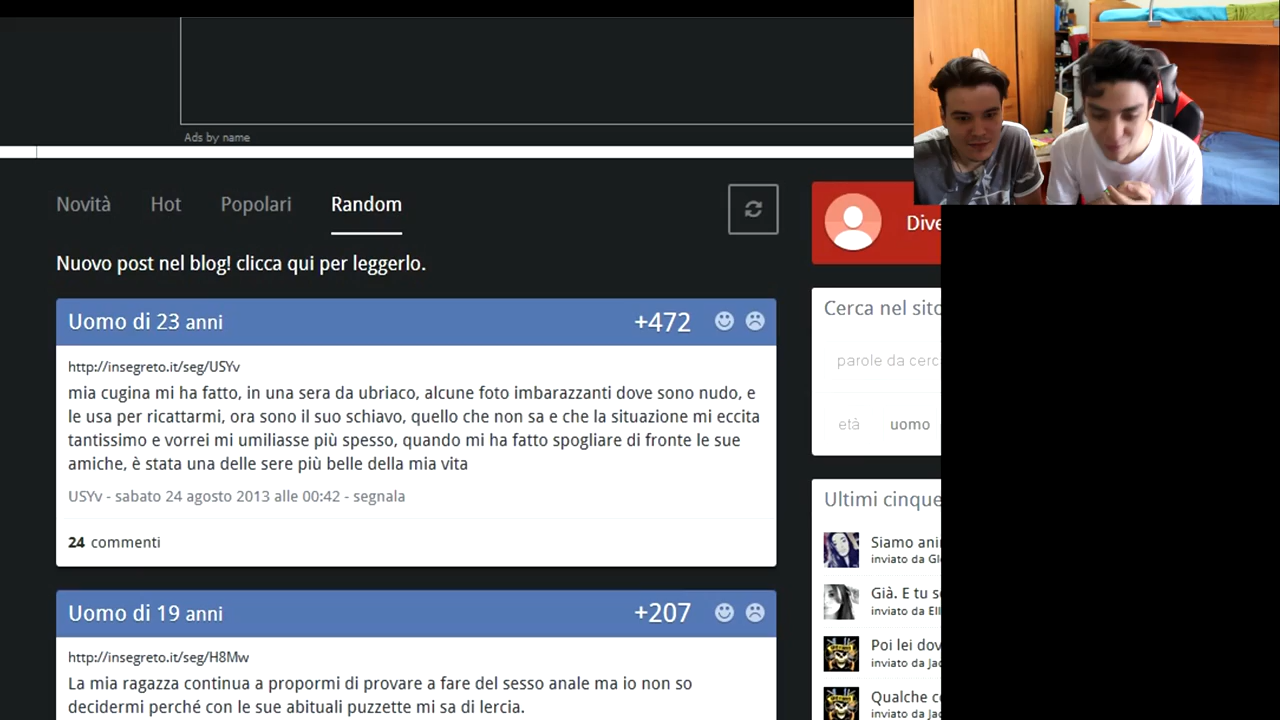 Ads by name
Novità Hot Popolari Random
Nuovo post nel blog! clicca qui per leggerlo.
Uomo di 23 anni +472
http://insegreto.it/seg/USYv
mia cugina mi ha fatto, in una sera da ubriaco, alcune foto imbarazzanti dove sono nudo, e
le usa per ricattarmi, ora sono il suo schiavo, quello che non sa e che la situazione mi eccita
tantissimo e vorrei mi umiliasse più spesso, quando mi ha fatto spogliare di fronte le sue
amiche, è stata una delle sere più belle della mia vita
USYv - sabato 24 agosto 2013 alle 00:42 - segnala
24 commenti
Uomo di 19 anni +207
http://insegreto.it/seg/H8Mw
La mia ragazza continua a propormi di provare a fare del sesso anale ma io non so
decidermi perché con le sue abituali puzzette mi sa di lercia.
Dive
Cerca nel sito
parole da cerc
età uomo
Ultimi cinque
Siamo ani
inviato da Gl
Già. E tu s
inviato da Ell
Poi lei dov
inviato da Jac
Qualche c
inviato da Jac